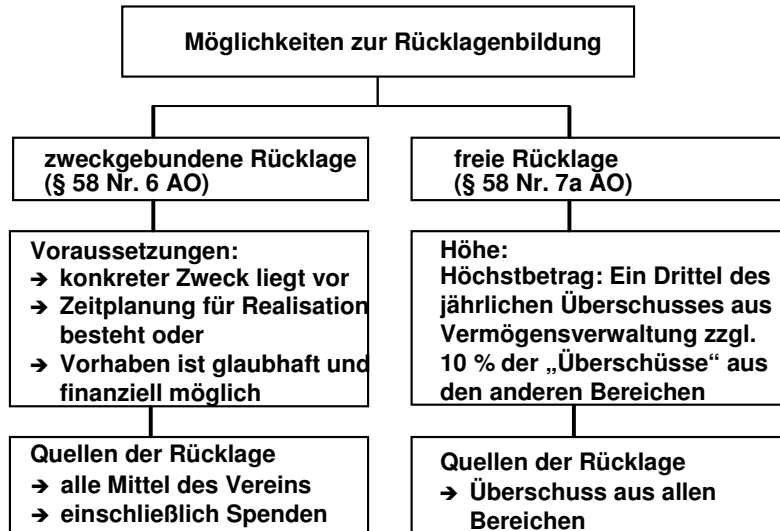 Möglichkeiten zur Rücklagenbildung
zweckgebundene Rücklage
(§ 58 Nr. 6 AO)
Voraussetzungen:
➔ konkreter Zweck liegt vor
➔ Zeitplanung für Realisation
besteht oder
➔ Vorhaben ist glaubhaft und
finanziell möglich
Quellen der Rücklage
➔ alle Mittel des Vereins
➔ einschließlich Spenden
freie Rücklage
(§ 58 Nr. 7a AO)
Höhe:
Höchstbetrag: Ein Drittel des
jährlichen Überschusses aus
Vermögensverwaltung zzgl.
10 % der „Überschüsse“ aus
den anderen Bereichen
Quellen der Rücklage
➔ Überschuss aus allen
Bereichen